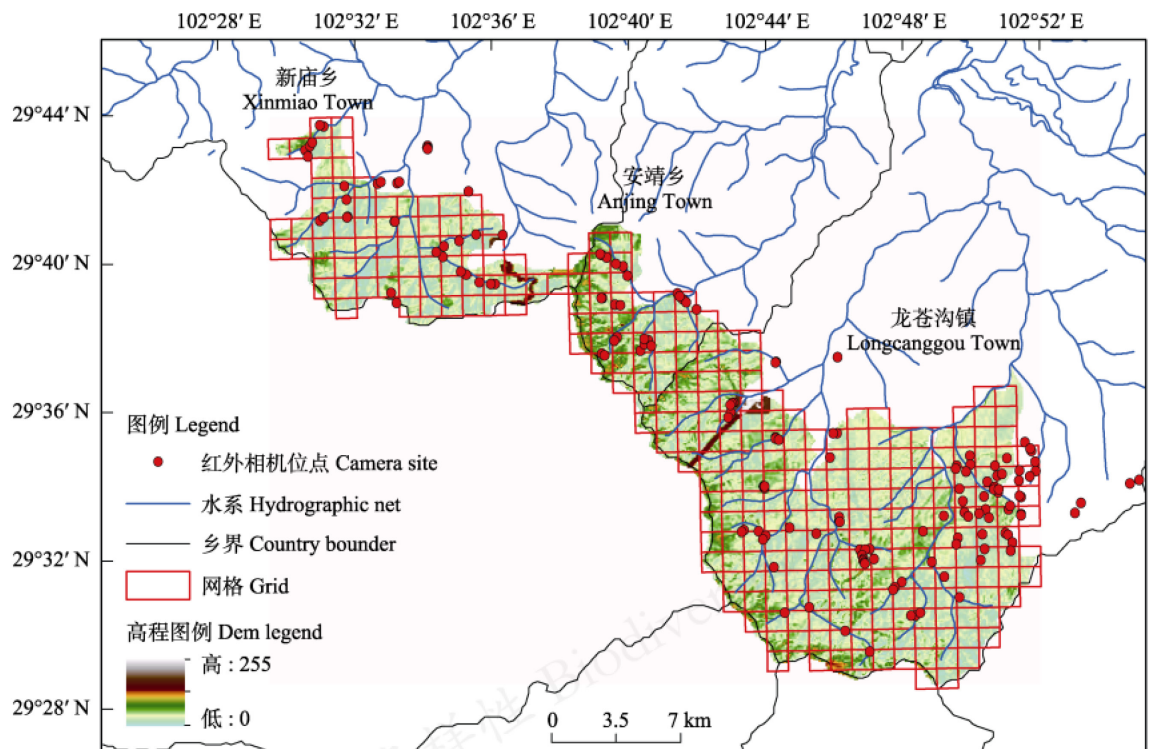 102°28′ E
102°32′ E
102°36′ E
102°40′ E
102°44′ E
102°48′ E
102°52′ E
29°44′ N
29°40′ N
29°36′ N
29°32′ N
29°28′ N
新庙乡
Xinmiao Town
安靖乡
Anjing Town
龙苍沟镇
Longcanggou Town
图例 Legend
红外相机位点 Camera site
水系 Hydrographic net
乡界 Country bounder
网格 Grid
高程图例 Dem legend
高 : 255
低 : 0
0 3.5 7 km
样性 Biodiver